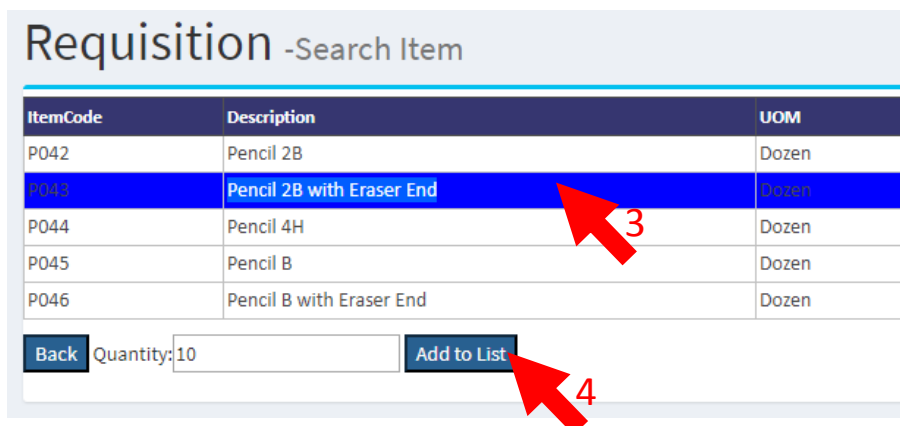 Requisition -Search Item
ItemCode Description UOM
P042 Pencil 2B Dozen
P043 Pencil 2B with Eraser End Dozen
3
P044 Pencil 4H Dozen
P045 Pencil B Dozen
P046 Pencil B with Eraser End Dozen
Back Quantity: 10 Add to List
4